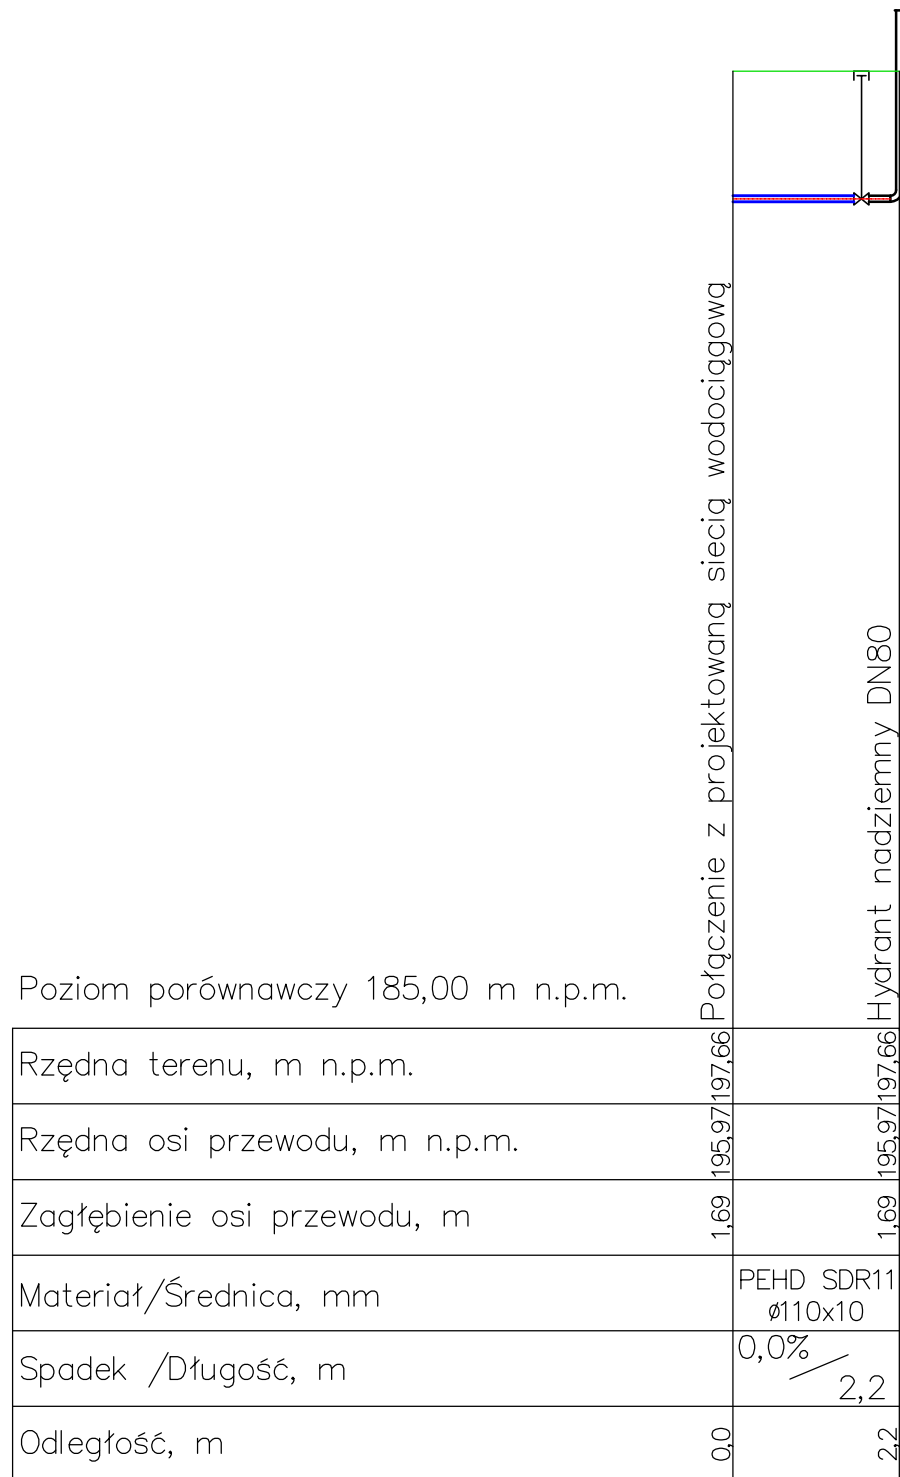 Połączenie z projektowaną siecią wodociągową
Hydrant nadziemny DN80
Poziom porównawczy 185,00 m n.p.m.
Rzędna terenu, m n.p.m.
197,66
197,66
Rzędna osi przewodu, m n.p.m.
195,97
195,97
Zagłębienie osi przewodu, m
1,69
1,69
Materiał/Średnica, mm
PEHD SDR11
ø110x10
Spadek /Długość, m
0,0%
2,2
Odległość, m
0,0
2,2